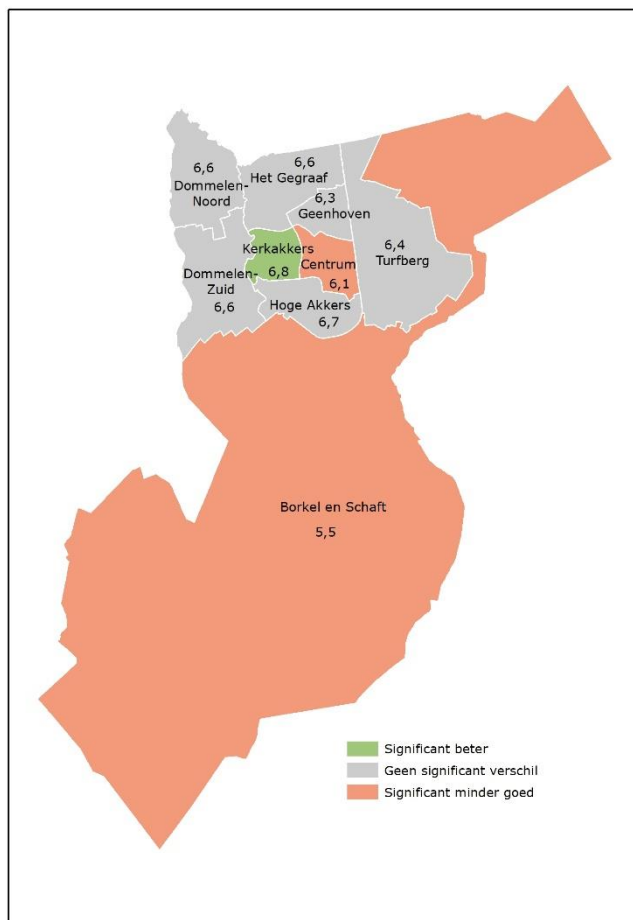 6,6
Dommelen-
Noord
6,6
Het Gegraaf
6,3
Geenhoven
6,4
Turfberg
Kerkakkers
6,8
Centrum
6,1
Dommelen-
Zuid
6,6
Hoge Akkers
6,7
Borkel en Schaft
5,5
Significant beter
Geen significant verschil
Significant minder goed